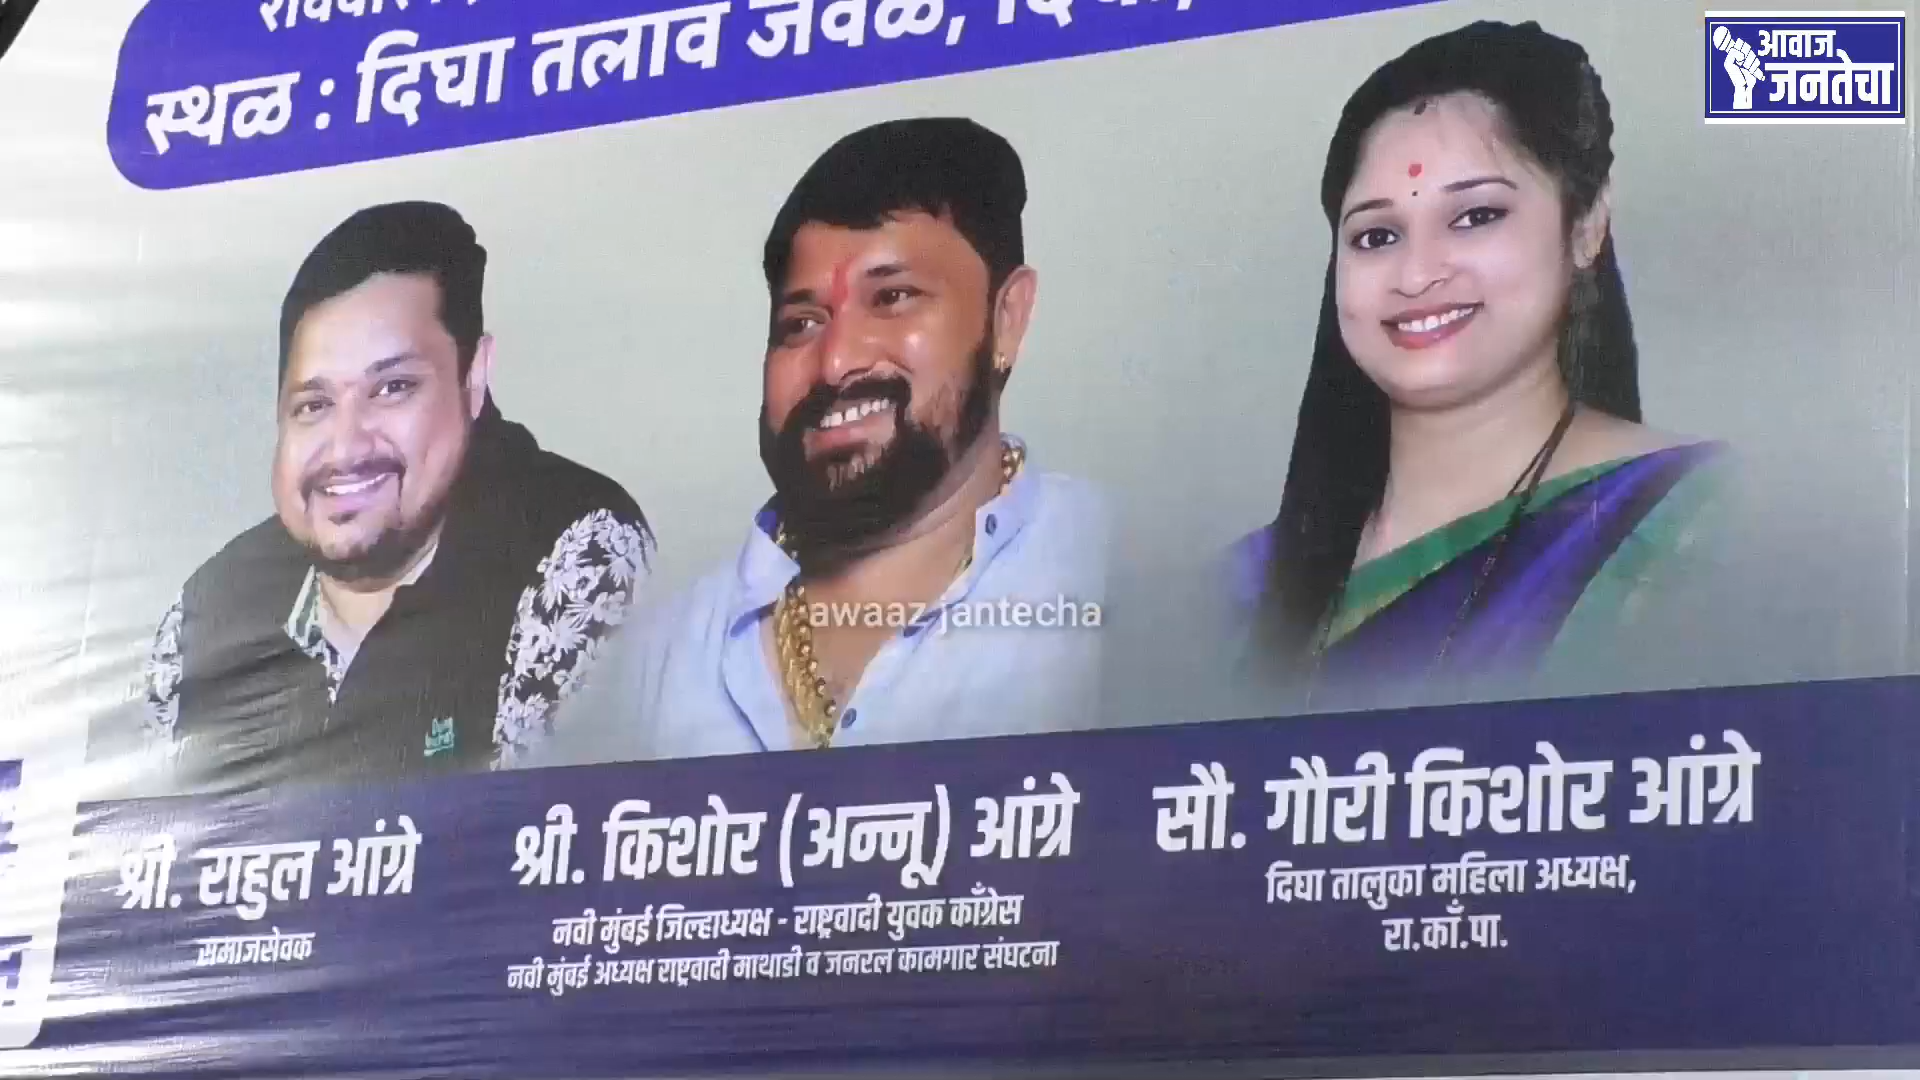 स्थळ : दिघा तलाव जवळ,
आवाज
जनतेचा
awaaz jantecha
श्री. राहुल आंग्रे
समाजसेवक
श्री. किशोर (अन्नू) आंग्रे
नवी मुंबई जिल्हाध्यक्ष - राष्ट्रवादी युवक काँग्रेस
नवी मुंबई अध्यक्ष राष्ट्रवादी माथाडी व जनरल कामगार संघटना
सौ. गौरी किशोर आंग्रे
दिघा तालुका महिला अध्यक्ष,
रा.काँ.पा.